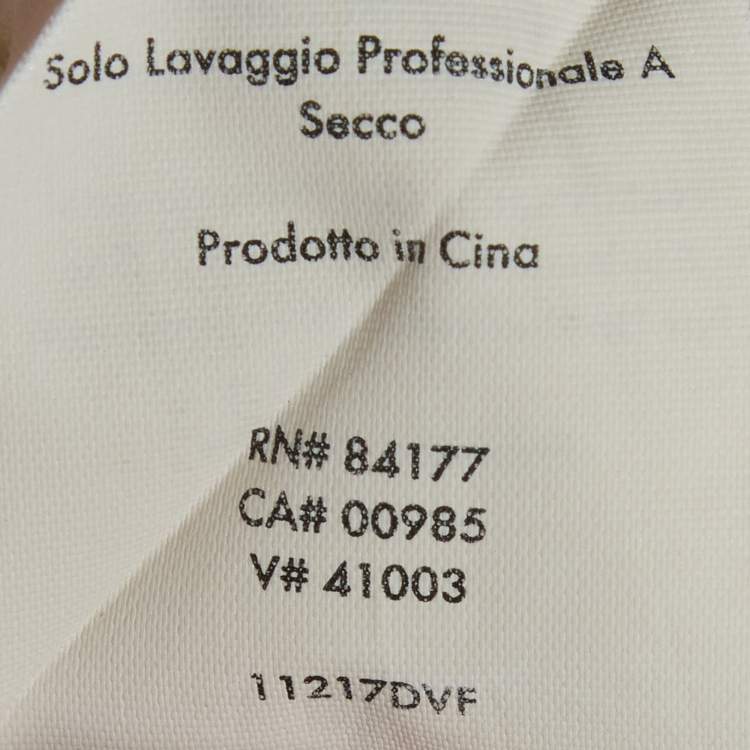 Solo Lavaggio Professionale A
Secco
Prodotto in Cina
RN# 84177
CA# 00985
V# 41003
11217DVF